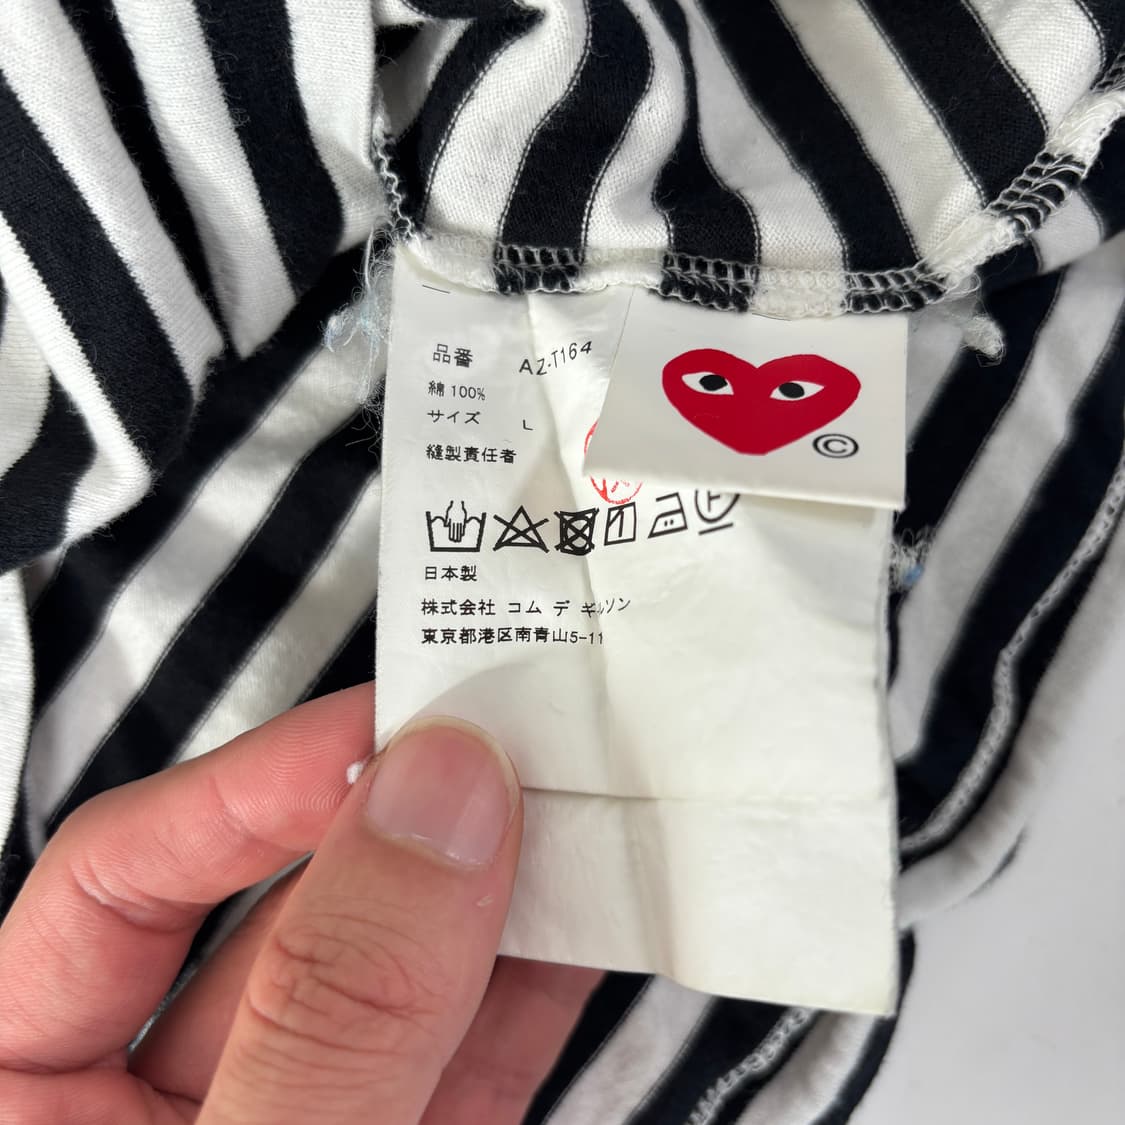 品番 AZ-T164
綿 100%
サイズ L
縫製責任者
日本製
株式会社 コム デ ギャルソン
東京都港区南青山5-11
©